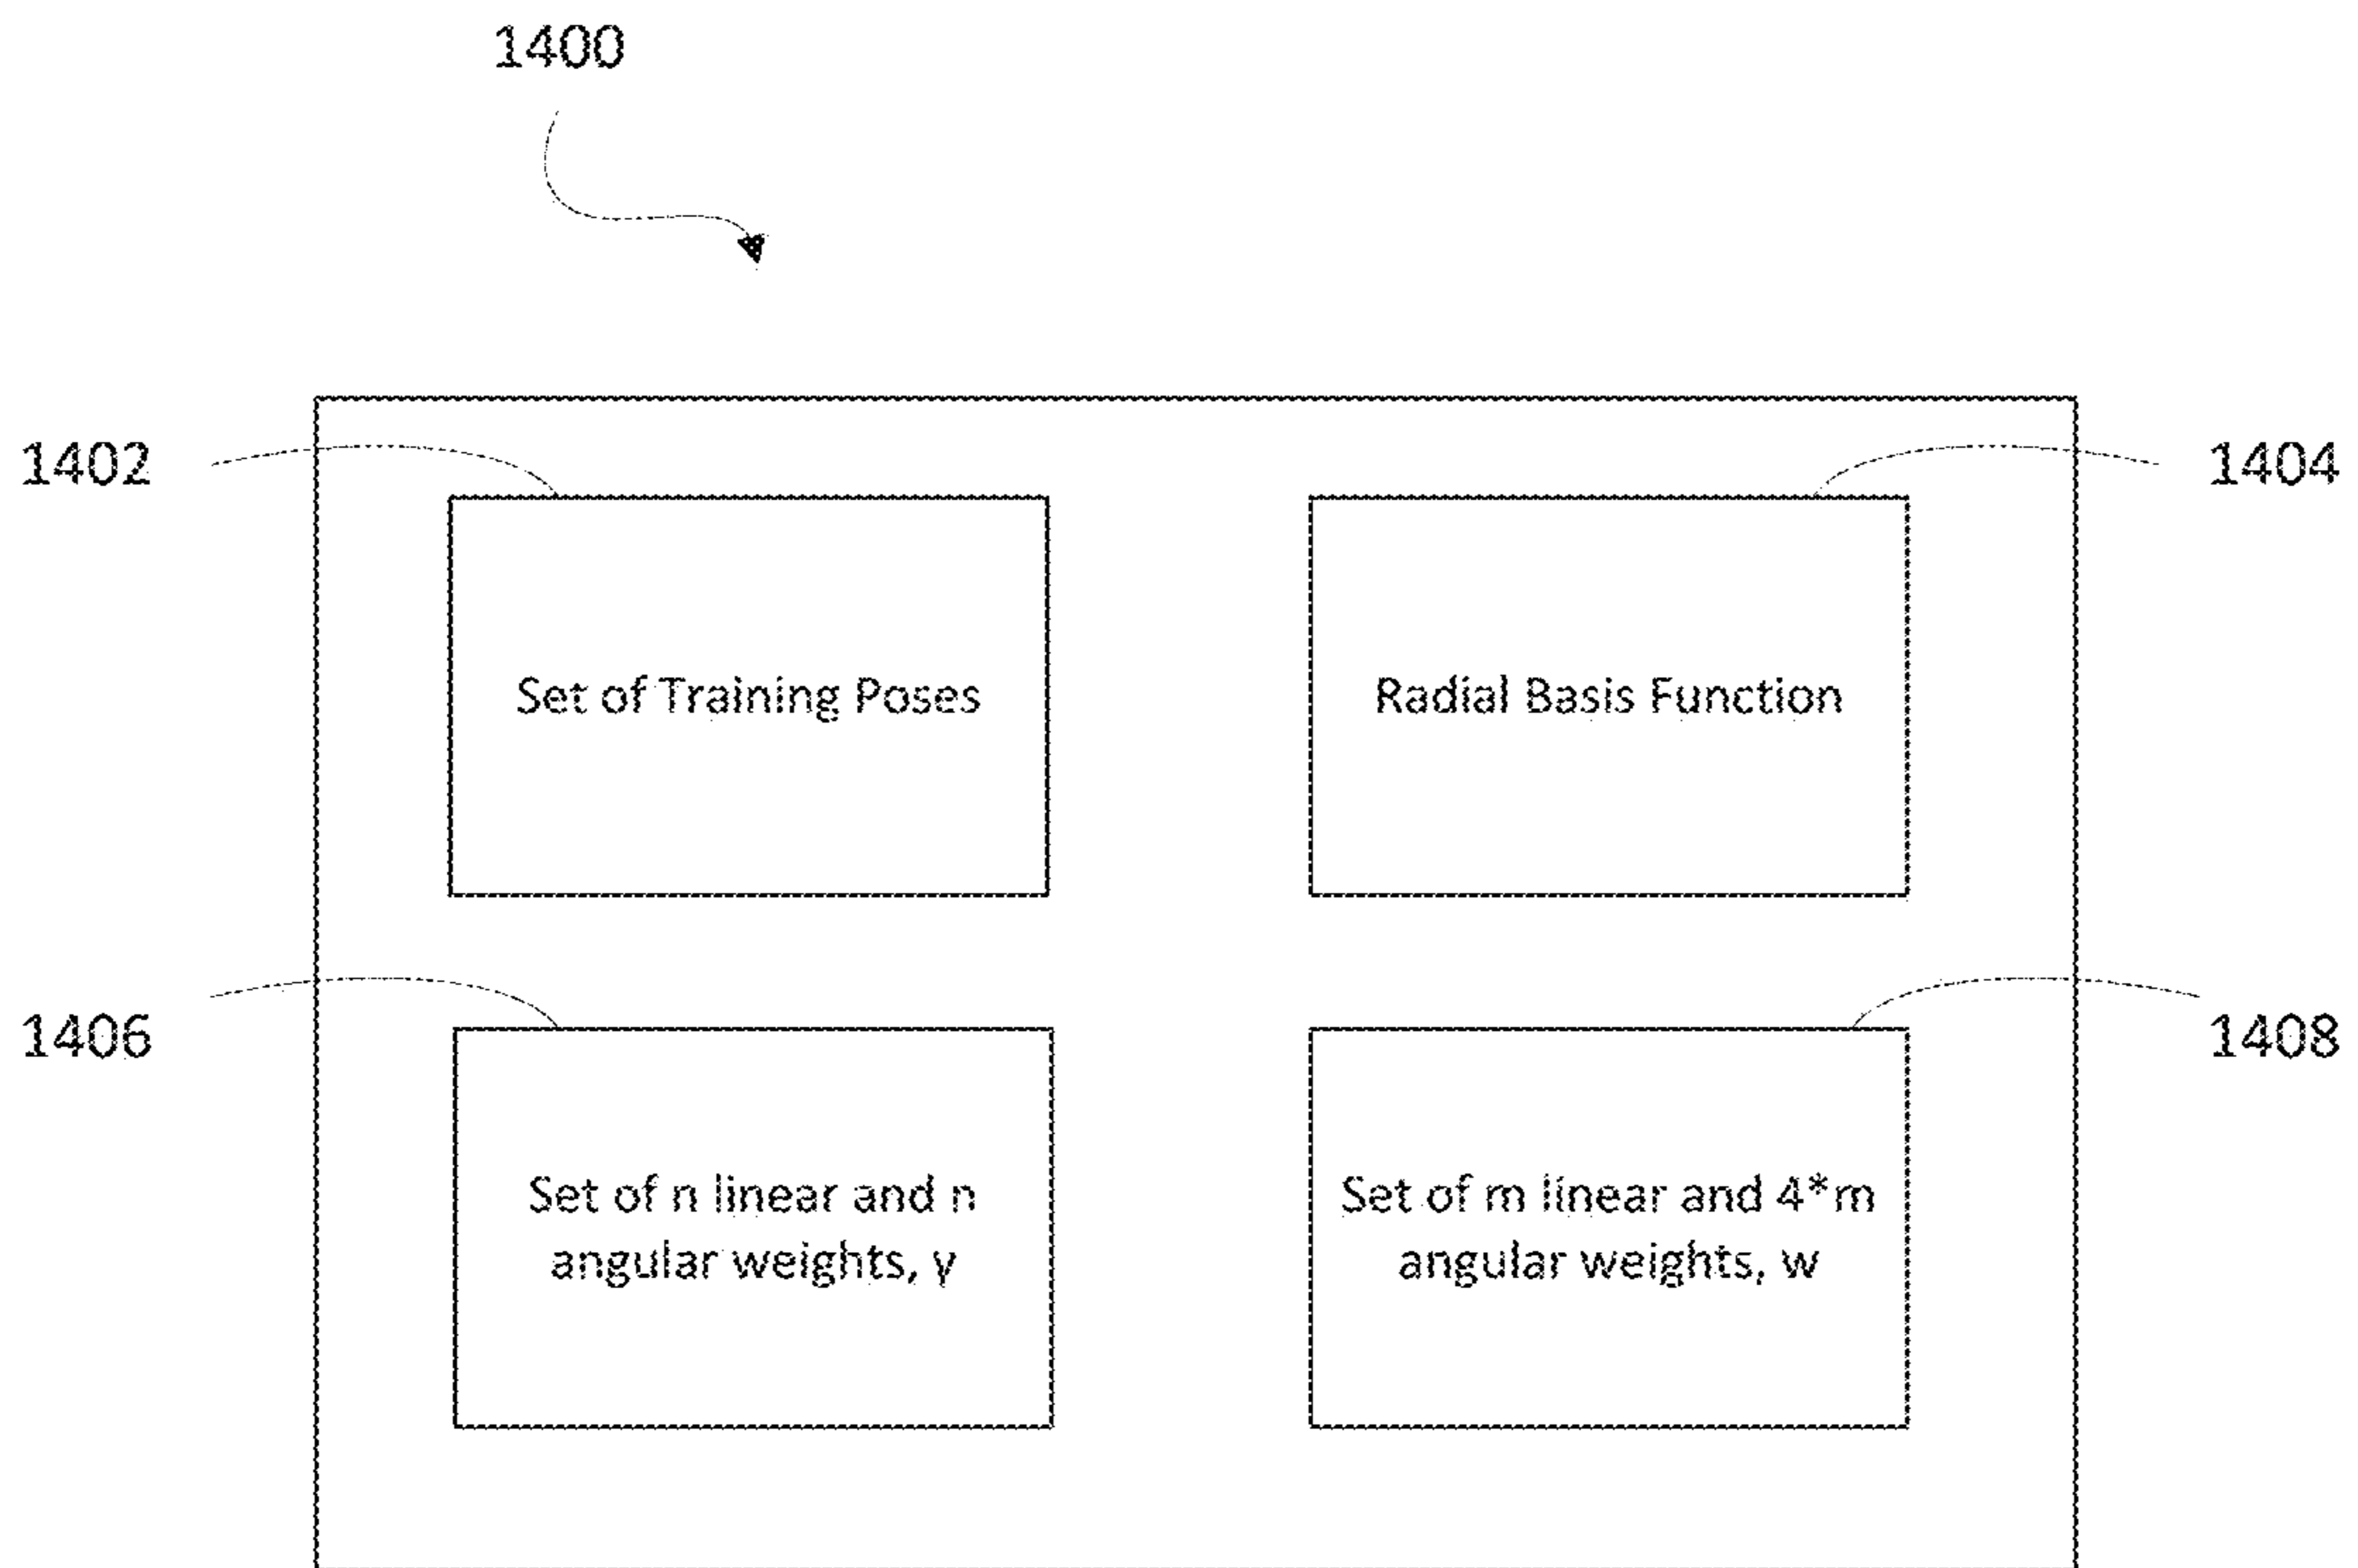 1400
1402
1404
Set of Training Poses
Radial Basis Function
1406
1408
Set of n linear and n
angular weights, y
Set of m linear and 4*m
angular weights, w